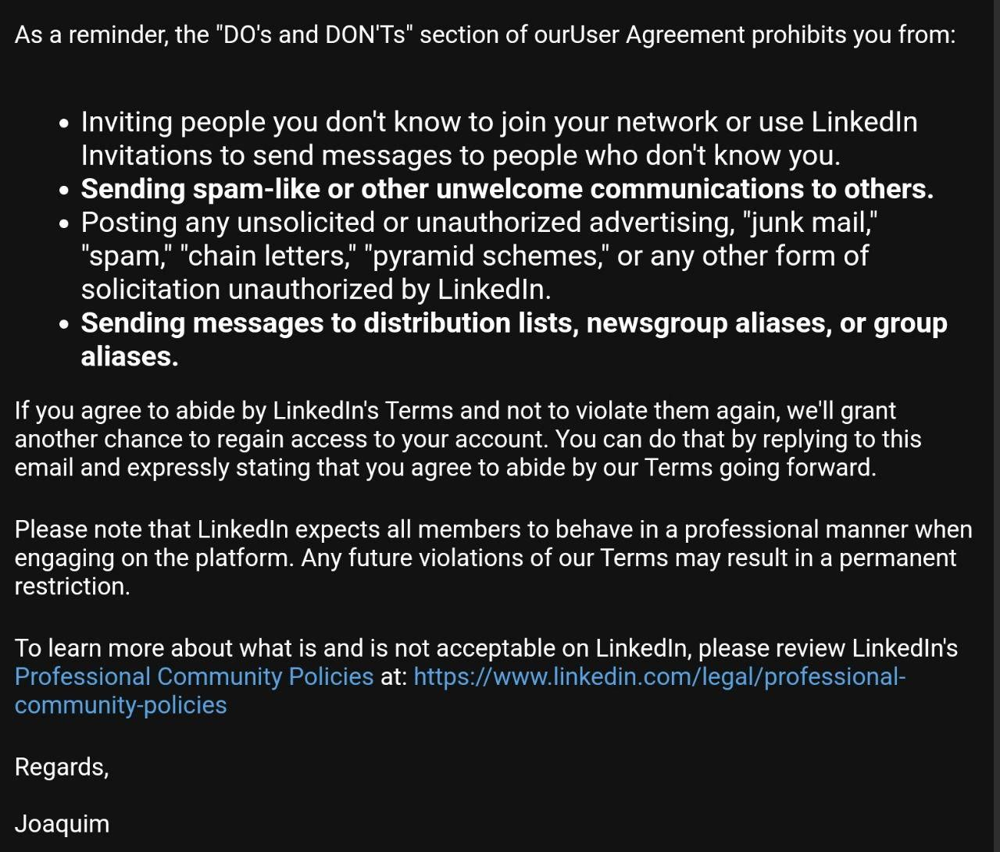 As a reminder, the "DO's and DON'Ts" section of ourUser Agreement prohibits you from:
• Inviting people you don't know to join your network or use LinkedIn
Invitations to send messages to people who don't know you.
• Sending spam-like or other unwelcome communications to others.
• Posting any unsolicited or unauthorized advertising, "junk mail,"
"spam," "chain letters," "pyramid schemes," or any other form of
solicitation unauthorized by LinkedIn.
• Sending messages to distribution lists, newsgroup aliases, or group
aliases.
If you agree to abide by LinkedIn's Terms and not to violate them again, we'll grant
another chance to regain access to your account. You can do that by replying to this
email and expressly stating that you agree to abide by our Terms going forward.
Please note that LinkedIn expects all members to behave in a professional manner when
engaging on the platform. Any future violations of our Terms may result in a permanent
restriction.
To learn more about what is and is not acceptable on LinkedIn, please review LinkedIn's
Professional Community Policies at: https://www.linkedin.com/legal/professional-
community-policies
Regards,
Joaquim